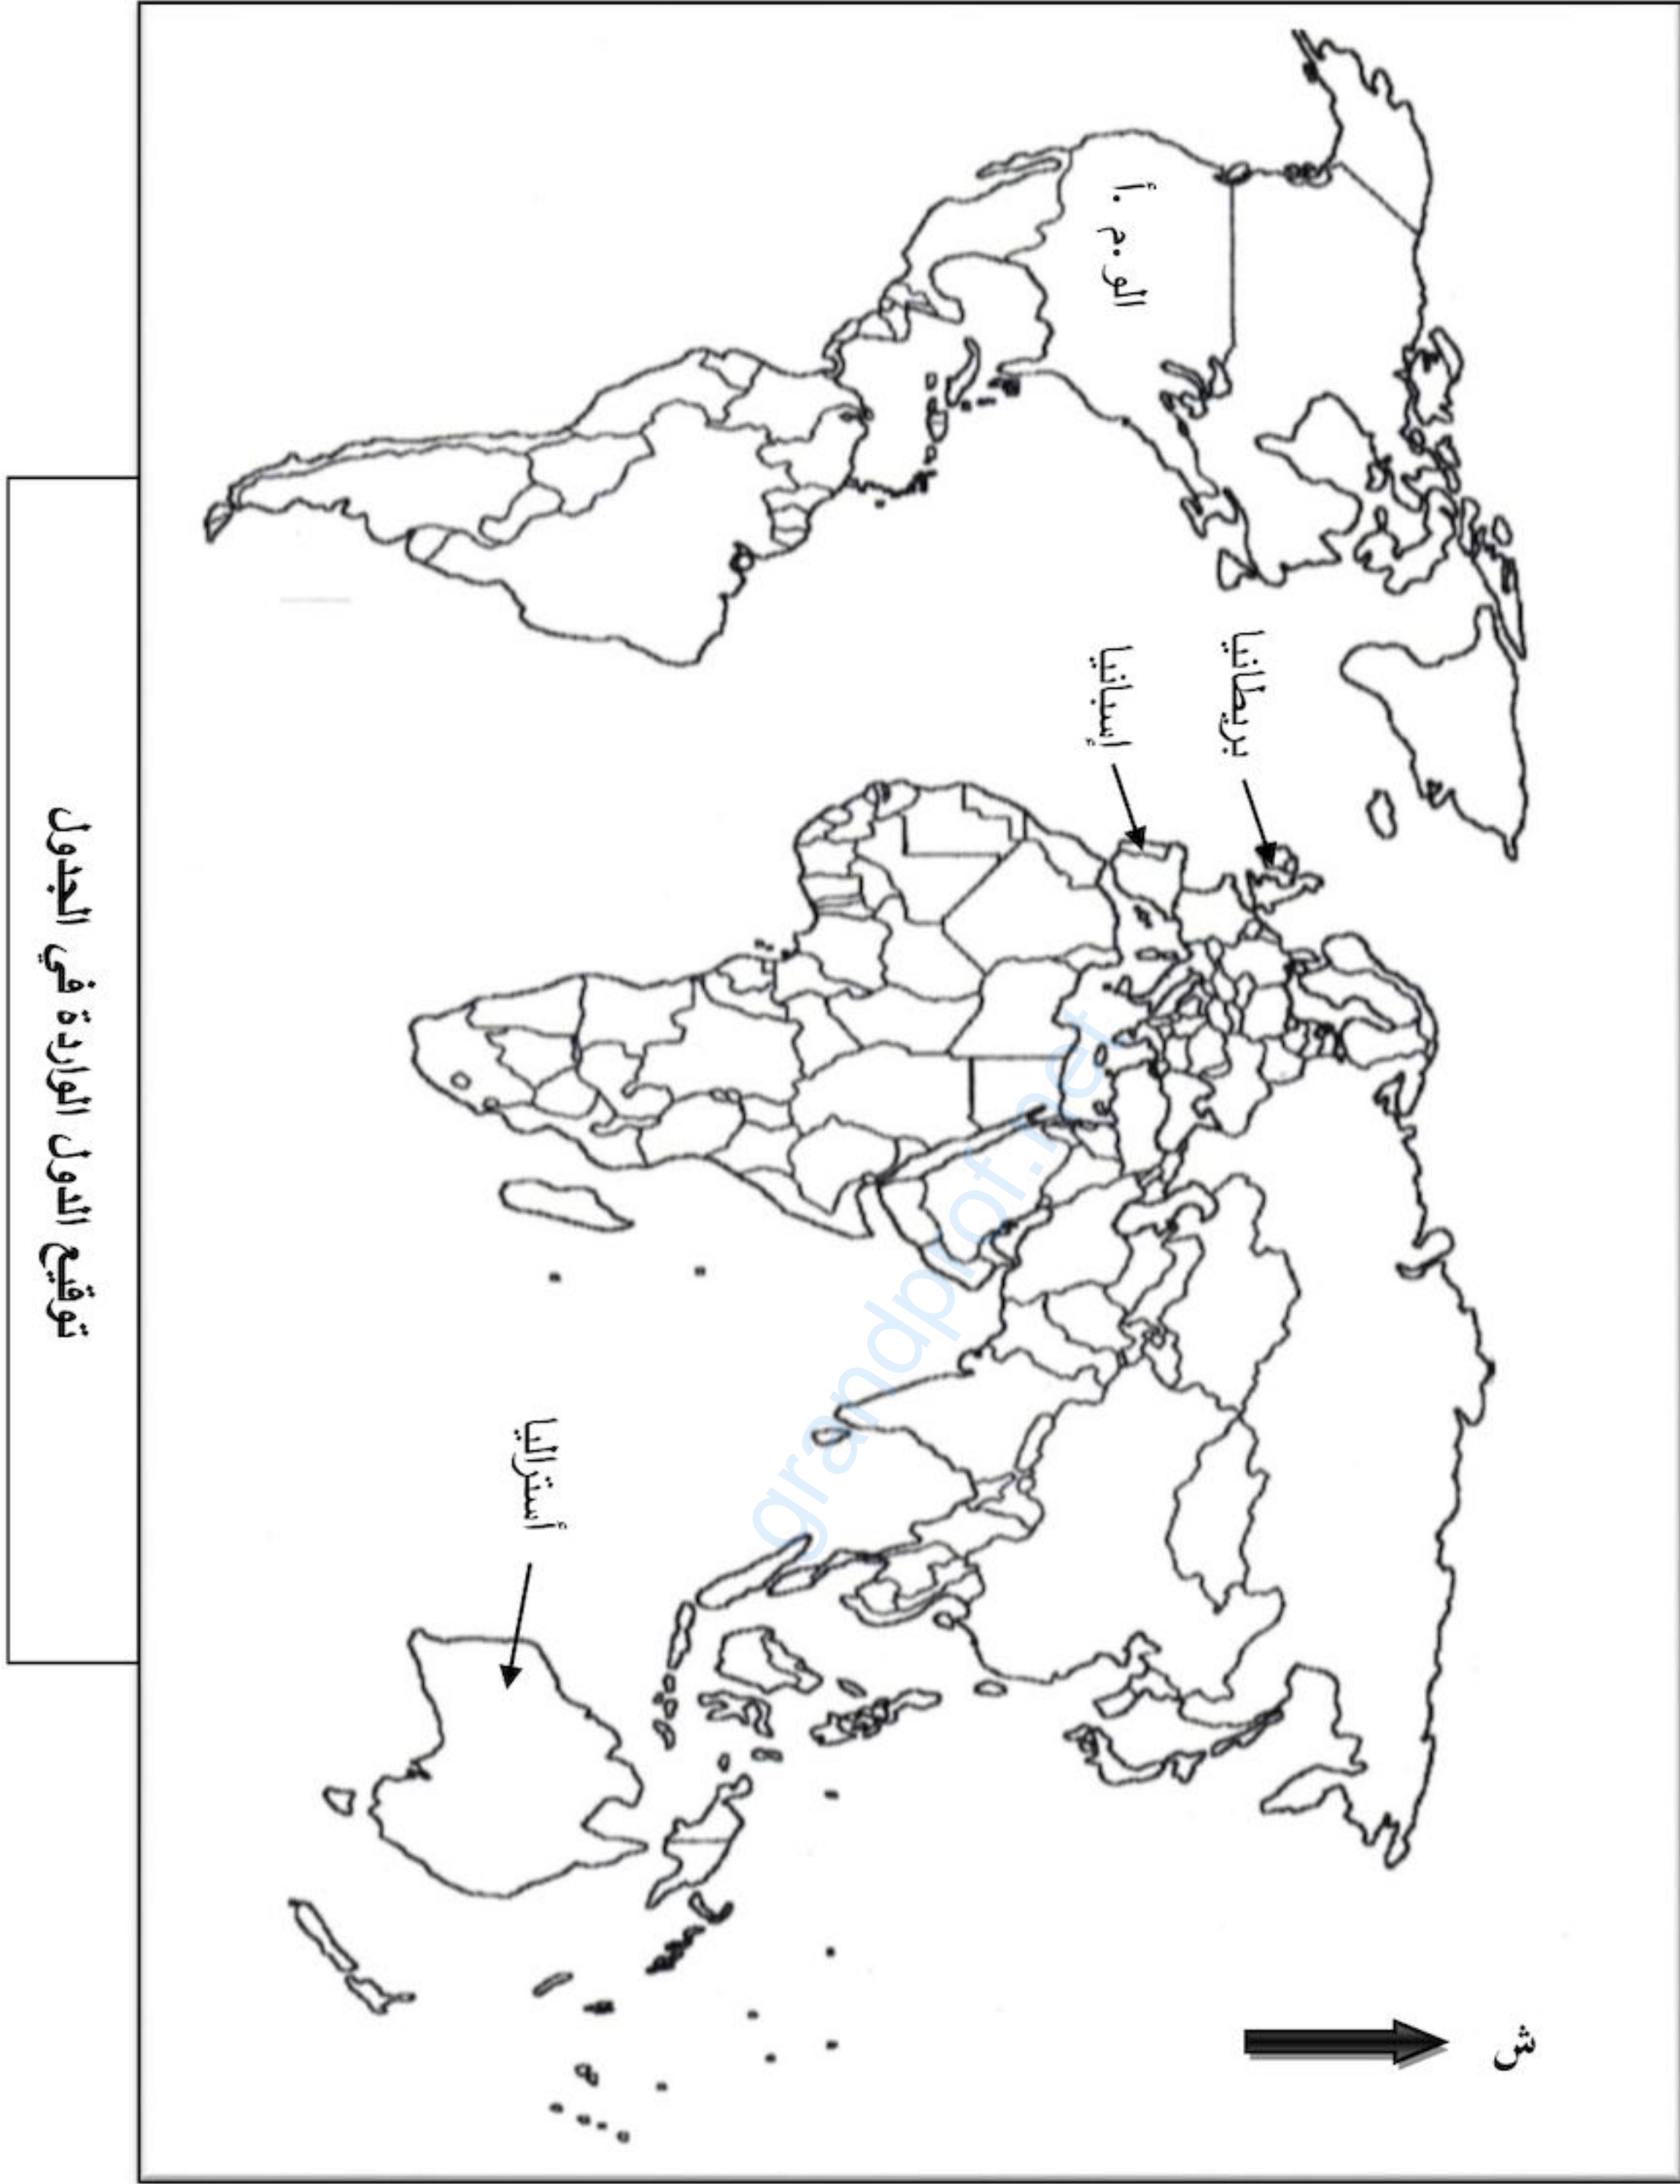 ش
الو.م.أ
بريطانيا
إسبانيا
أستراليا
توقيع الدول الواردة في الجدول
grandprof.net